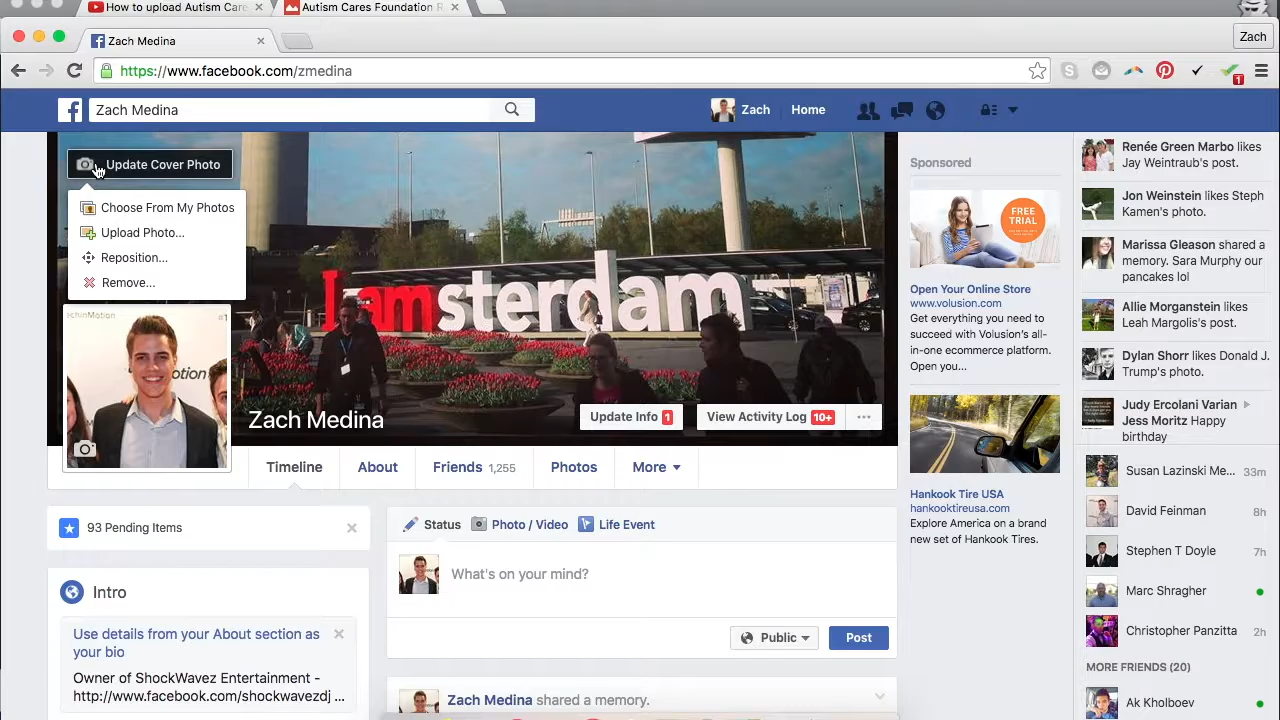 How to upload Autism Care
Autism Cares Foundation R
Zach Medina
Zach
https://www.facebook.com/zmedina
1
Zach Medina
Zach
Home
Update Cover Photo
Choose From My Photos
Upload Photo...
Reposition...
Remove...
I amsterdam
Zach Medina
Update Info 1
View Activity Log 10+
Timeline
About
Friends 1,255
Photos
More
93 Pending Items
Intro
Use details from your About section as
your bio
Owner of ShockWavez Entertainment -
http://www.facebook.com/shockwavezdj ...
Status
Photo / Video
Life Event
What's on your mind?
Public
Post
Zach Medina shared a memory.
Sponsored
FREE
TRIAL
Open Your Online Store
www.volusion.com
Get everything you need to
succeed with Volusion's all-
in-one ecommerce platform.
Open you...
Hankook Tire USA
hankooktireusa.com
Explore America on a brand
new set of Hankook Tires.
Renée Green Marbo likes
Jay Weintraub's post.
Jon Weinstein likes Steph
Kamen's photo.
Marissa Gleason shared a
memory. Sara Murphy our
pancakes lol
Allie Morganstein likes
Leah Margolis's post.
Dylan Shorr likes Donald J.
Trump's photo.
Judy Ercolani Varian
Jess Moritz Happy
birthday
Susan Lazinski Me... 33m
David Feinman 8h
Stephen T Doyle 7h
Marc Shragher
Christopher Panzitta 2h
MORE FRIENDS (20)
Ak Kholboev